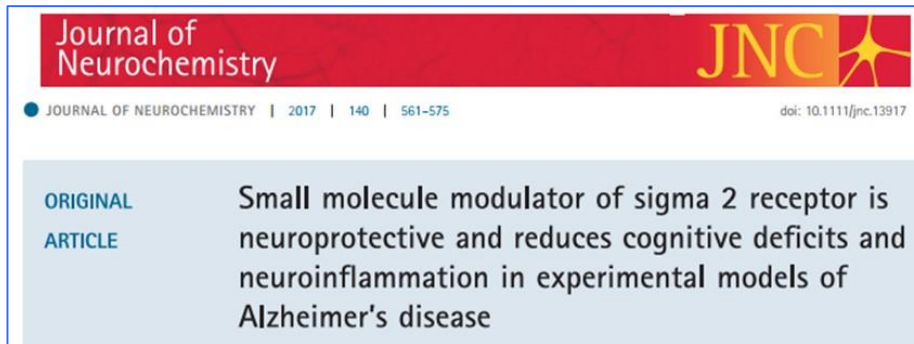 Journal of
Neurochemistry
JNC
JOURNAL OF NEUROCHEMISTRY | 2017 | 140 | 561–575
doi: 10.1111/jnc.13917
ORIGINAL
ARTICLE
Small molecule modulator of sigma 2 receptor is
neuroprotective and reduces cognitive deficits and
neuroinflammation in experimental models of
Alzheimer's disease